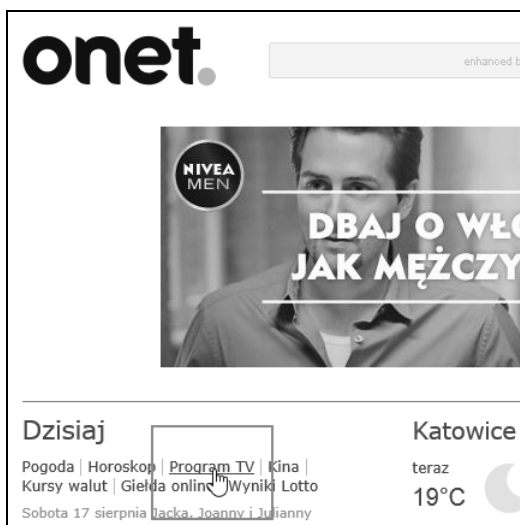 onet.
enhanced b
NIVEA
MEN
DBAJ O WŁO
JAK MĘŻCZY
Dzisiaj
Pogoda | Horoskop | Program TV | Kina |
Kursy walut | Giełda online | Wyniki Lotto
Sobota 17 sierpnia Jacka, Joanny i Julianny
Katowice
teraz
19°C